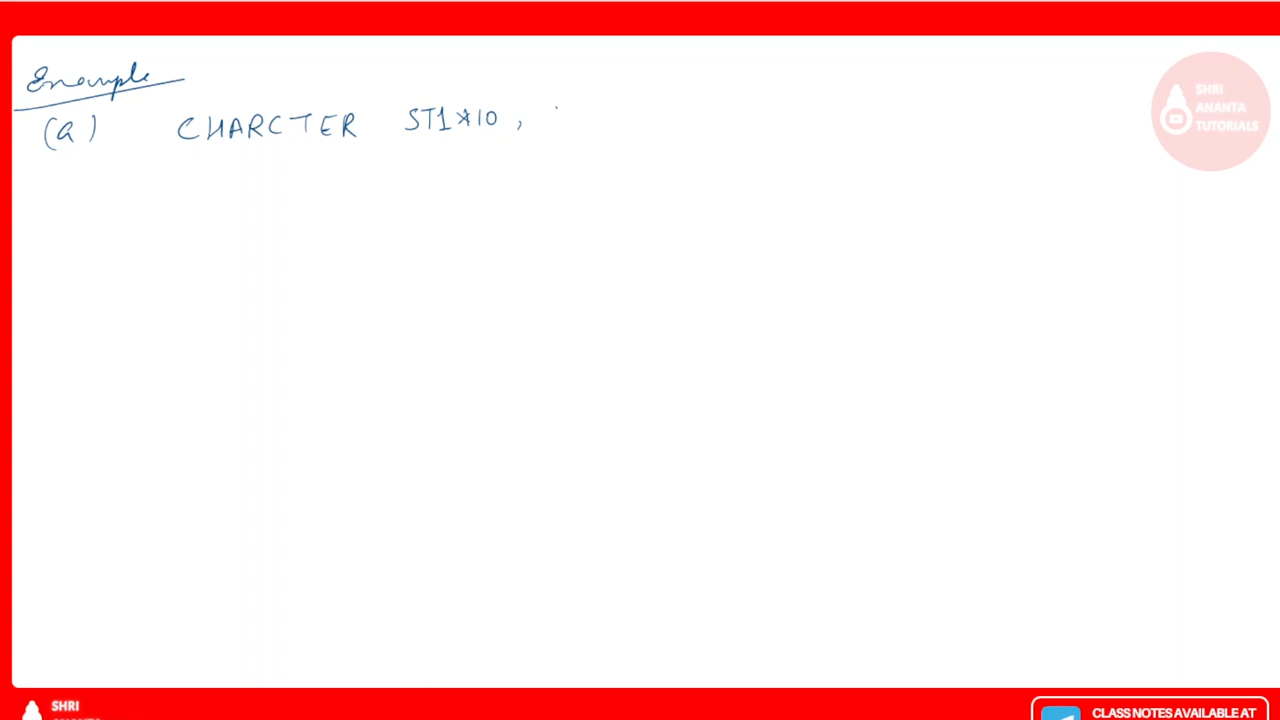 SHRI
ANANTA
TUTORIALS
Example
(a) CHARCTER ST1*10 ,
SHRI
CLASS NOTES AVAILABLE AT